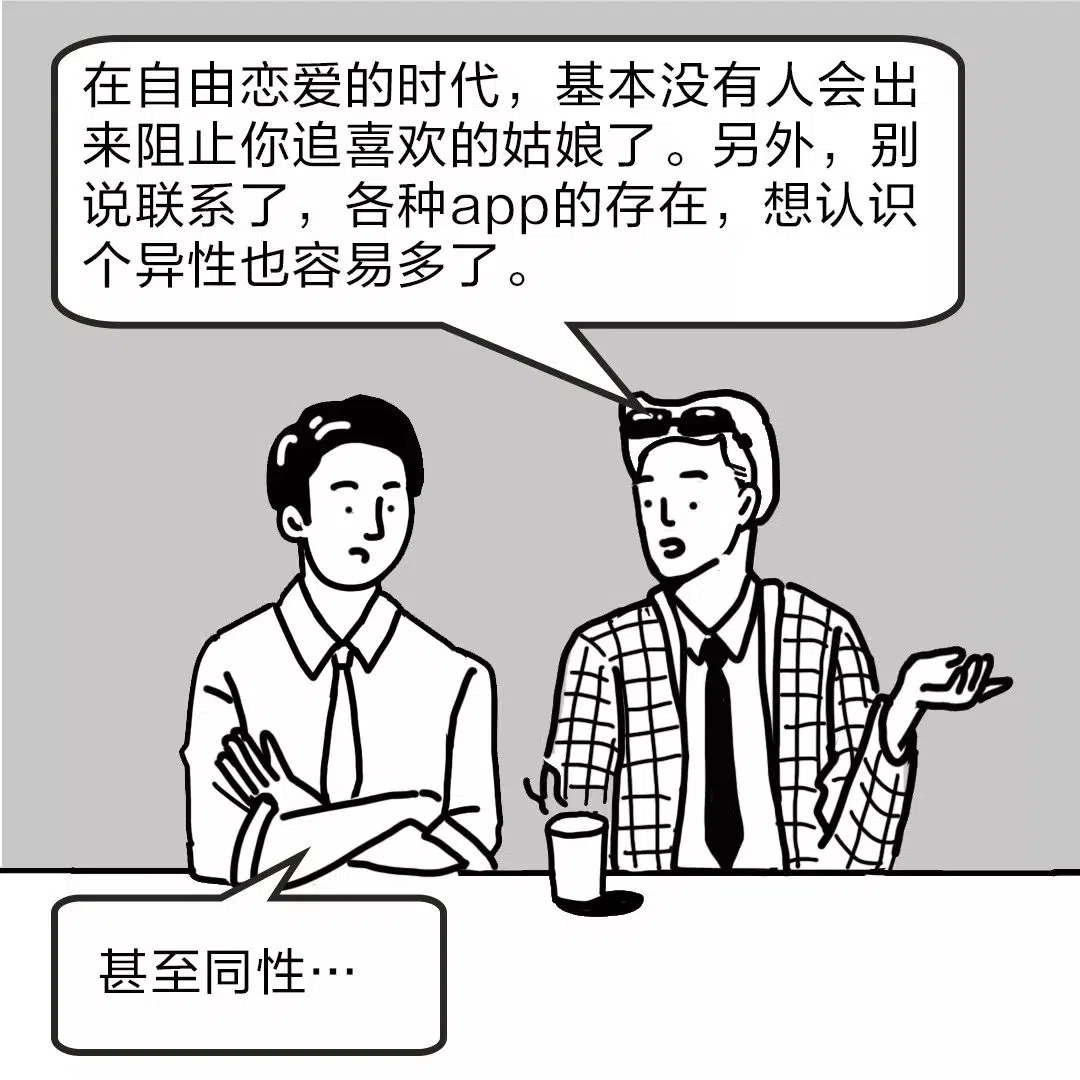 在自由恋爱的时代，基本没有人会出
来阻止你追喜欢的姑娘了。另外，别
说联系了，各种app的存在，想认识
个异性也容易多了。
甚至同性…